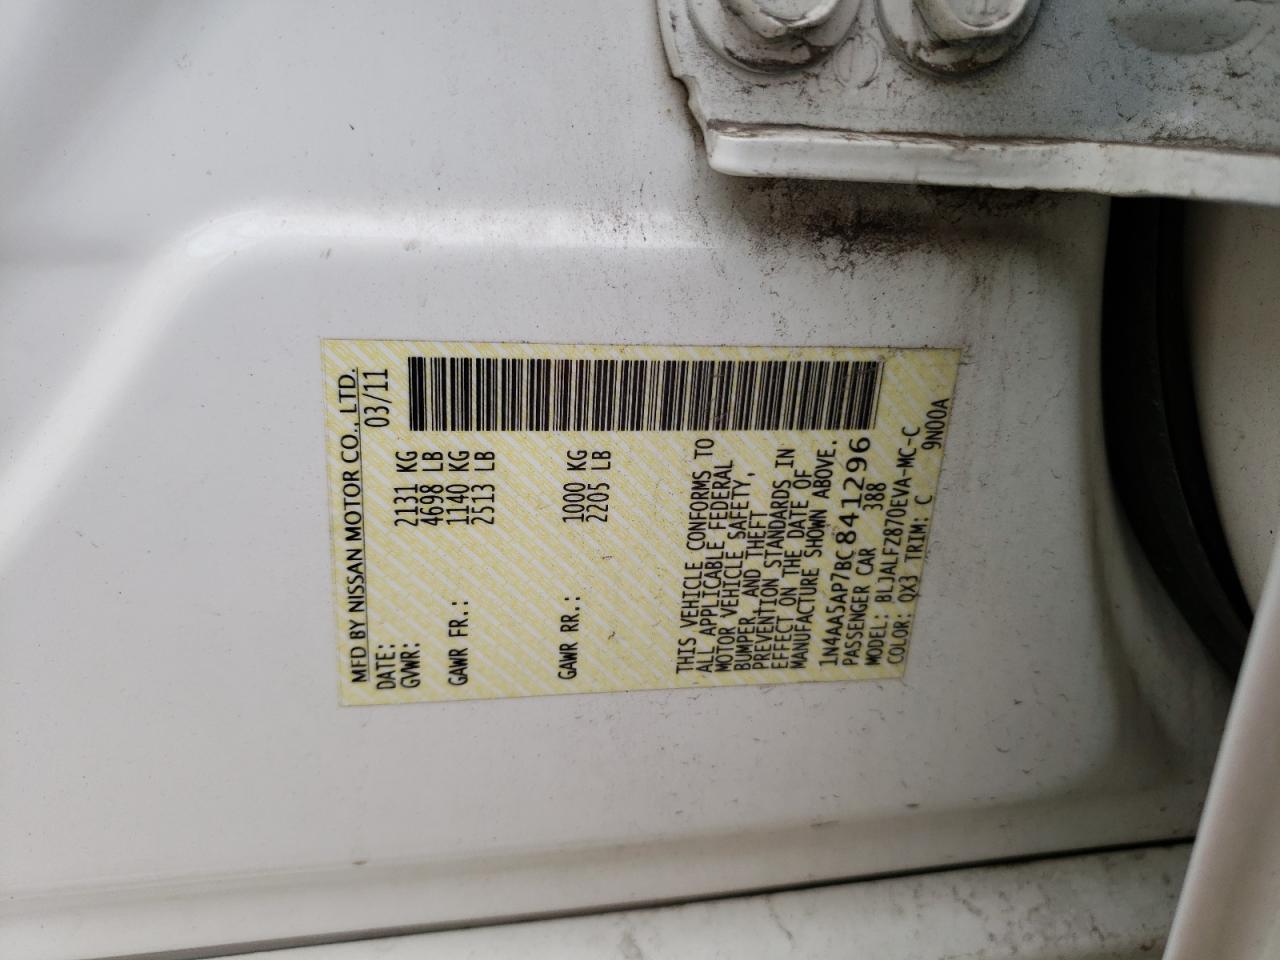 MFD BY NISSAN MOTOR CO., LTD.
DATE: 03/11
GVWR: 2131 KG
4698 LB
GAWR FR.: 1140 KG
2513 LB
GAWR RR.: 1000 KG
2205 LB
THIS VEHICLE CONFORMS TO
ALL APPLICABLE FEDERAL
MOTOR VEHICLE SAFETY,
BUMPER, AND THEFT
PREVENTION STANDARDS IN
EFFECT ON THE DATE OF
MANUFACTURE SHOWN ABOVE.
1N4AA5AP7BC841296
PASSENGER CAR 388
MODEL: BLJALFZ870EVA-MC-C
COLOR: QX3 TRIM: C 9N00A